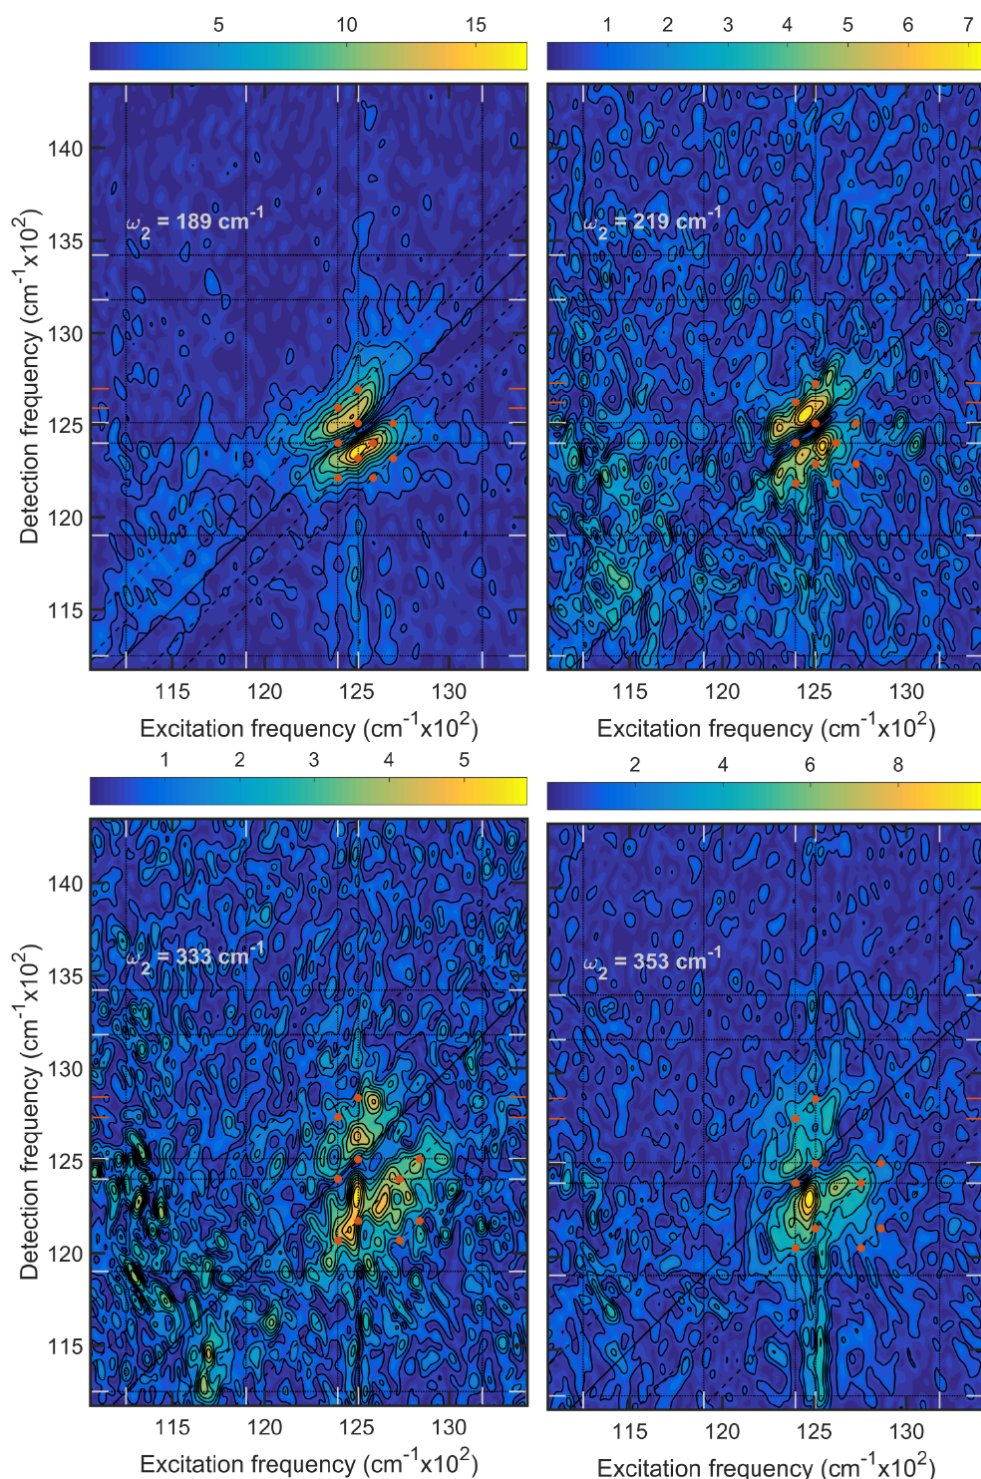 5 10 15
1 2 3 4 5 6 7
140
135
130
125
120
115
Detection frequency (cm-1x102)
ω2 = 189 cm-1
ω2 = 219 cm-1
115 120 125 130
115 120 125 130
Excitation frequency (cm-1x102)
Excitation frequency (cm-1x102)
1 2 3 4 5
2 4 6 8
140
135
130
125
120
115
Detection frequency (cm-1x102)
ω2 = 333 cm-1
ω2 = 353 cm-1
115 120 125 130
115 120 125 130
Excitation frequency (cm-1x102)
Excitation frequency (cm-1x102)